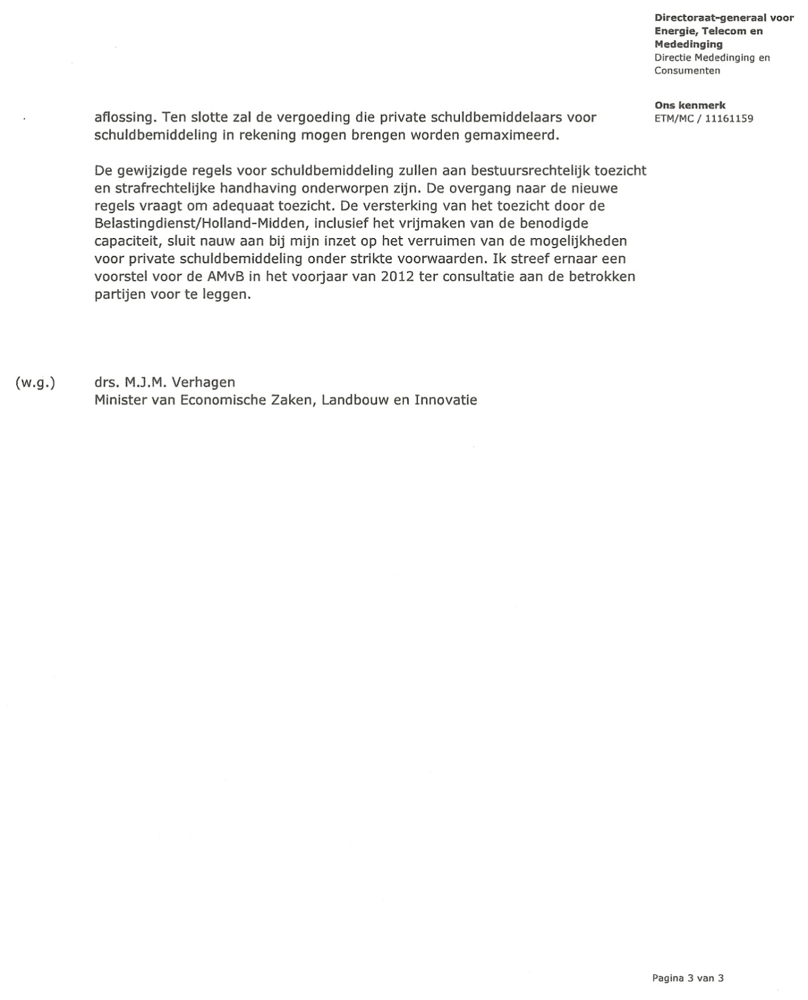 Directoraat-generaal voor
Energie, Telecom en
Mededinging
Directie Mededinging en
Consumenten
Ons kenmerk
ETM/MC / 11161159
aflossing. Ten slotte zal de vergoeding die private schuldbemiddelaars voor
schuldbemiddeling in rekening mogen brengen worden gemaximeerd.
De gewijzigde regels voor schuldbemiddeling zullen aan bestuursrechtelijk toezicht
en strafrechtelijke handhaving onderworpen zijn. De overgang naar de nieuwe
regels vraagt om adequaat toezicht. De versterking van het toezicht door de
Belastingdienst/Holland-Midden, inclusief het vrijmaken van de benodigde
capaciteit, sluit nauw aan bij mijn inzet op het verruimen van de mogelijkheden
voor private schuldbemiddeling onder strikte voorwaarden. Ik streef ernaar een
voorstel voor de AMvB in het voorjaar van 2012 ter consultatie aan de betrokken
partijen voor te leggen.
(w.g.) drs. M.J.M. Verhagen
Minister van Economische Zaken, Landbouw en Innovatie
Pagina 3 van 3